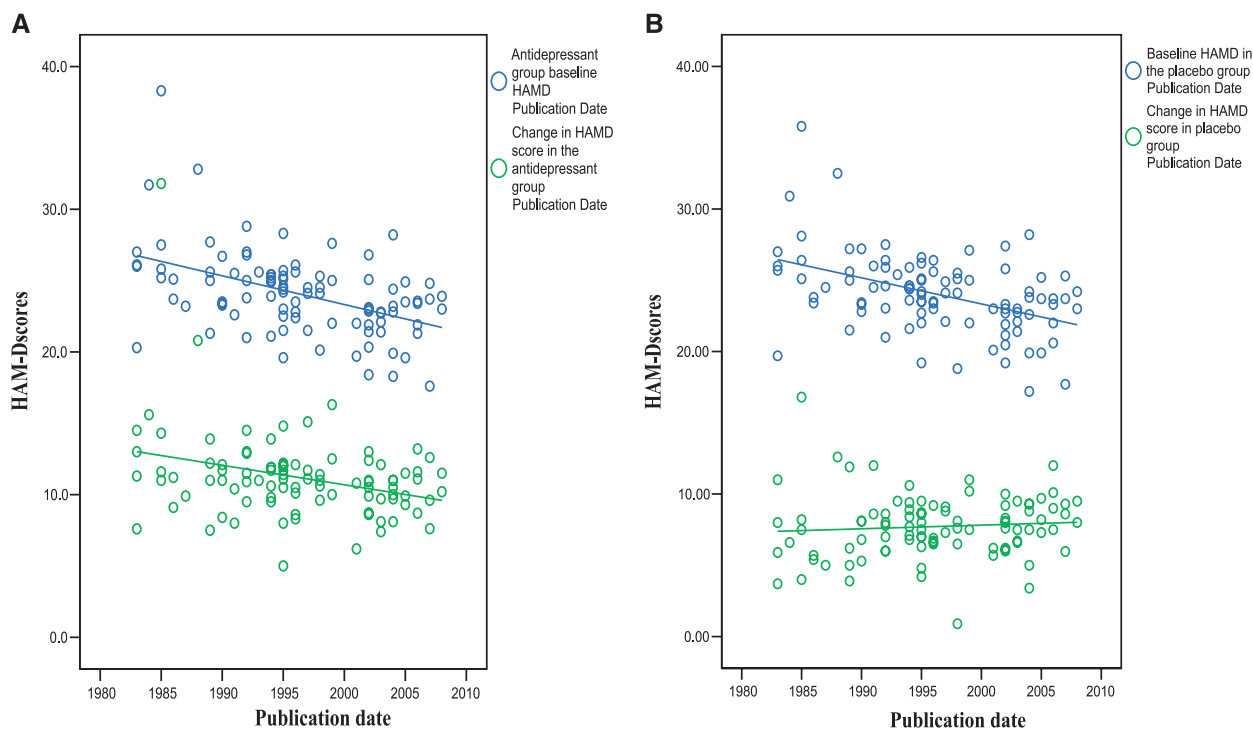 A
Antidepressant
group baseline
HAMD
Publication Date
Change in HAMD
score in the
antidepressant
group
Publication Date
HAM-Dscores
40.0
30.0
20.0
10.0
0.0
1980
1985
1990
1995
2000
2005
2010
Publication date
B
Baseline HAMD in
the placebo group
Publication Date
Change in HAMD
score in placebo
group
Publication Date
HAM-Dscores
40.00
30.00
20.00
10.00
0.00
1980
1985
1990
1995
2000
2005
2010
Publication date